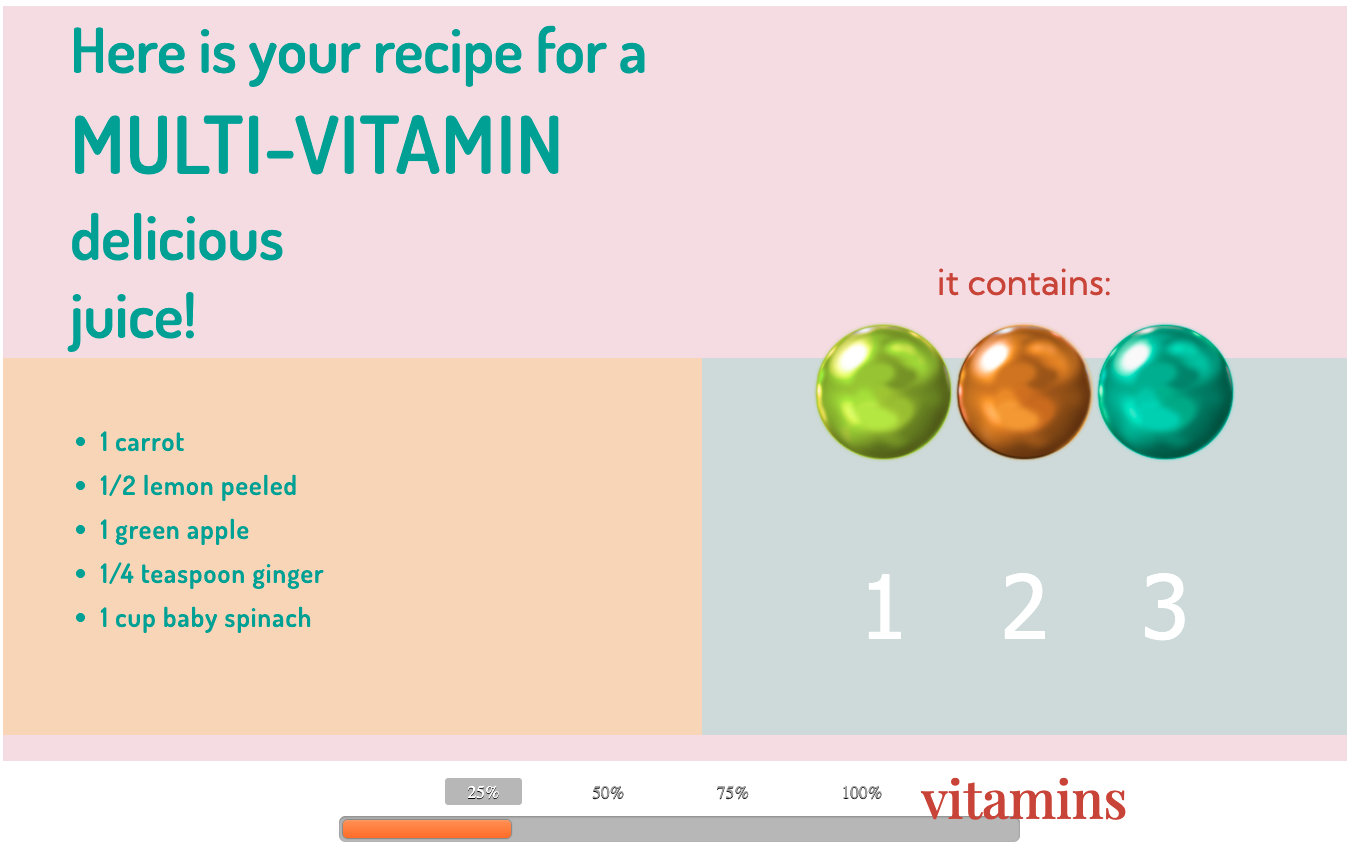 Here is your recipe for a
MULTI-VITAMIN
delicious
juice!
it contains:
• 1 carrot
• 1/2 lemon peeled
• 1 green apple
• 1/4 teaspoon ginger
• 1 cup baby spinach
1 2 3
25% 50% 75% 100%
vitamins